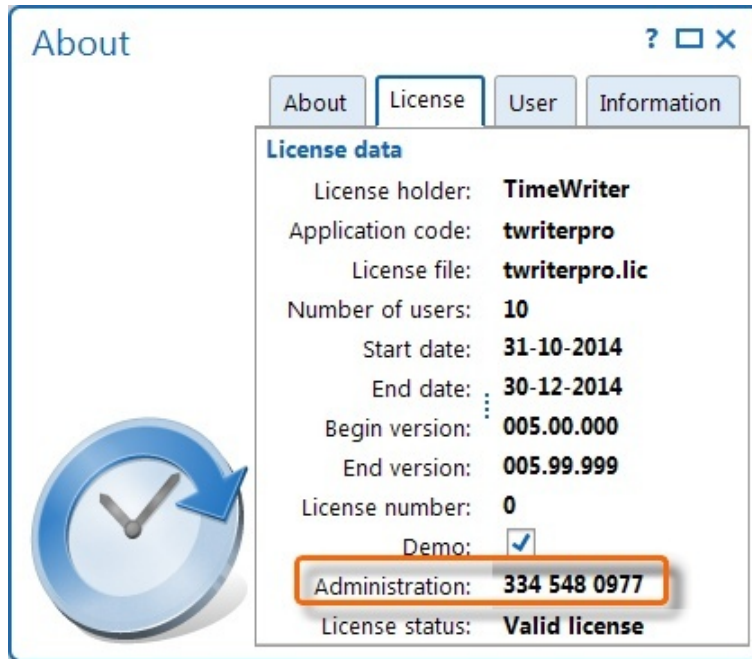 About
?
About License User Information
License data
License holder: TimeWriter
Application code: twriterpro
License file: twriterpro.lic
Number of users: 10
Start date: 31-10-2014
End date: 30-12-2014
Begin version: 005.00.000
End version: 005.99.999
License number: 0
Demo:
Administration: 334 548 0977
License status: Valid license